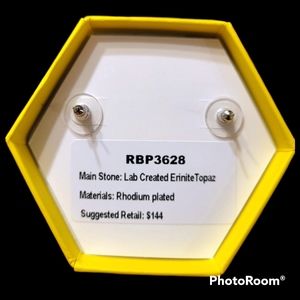 RBP3628
Main Stone: Lab Created EriniteTopaz
Materials: Rhodium plated
Suggested Retail: $144
PhotoRoom®